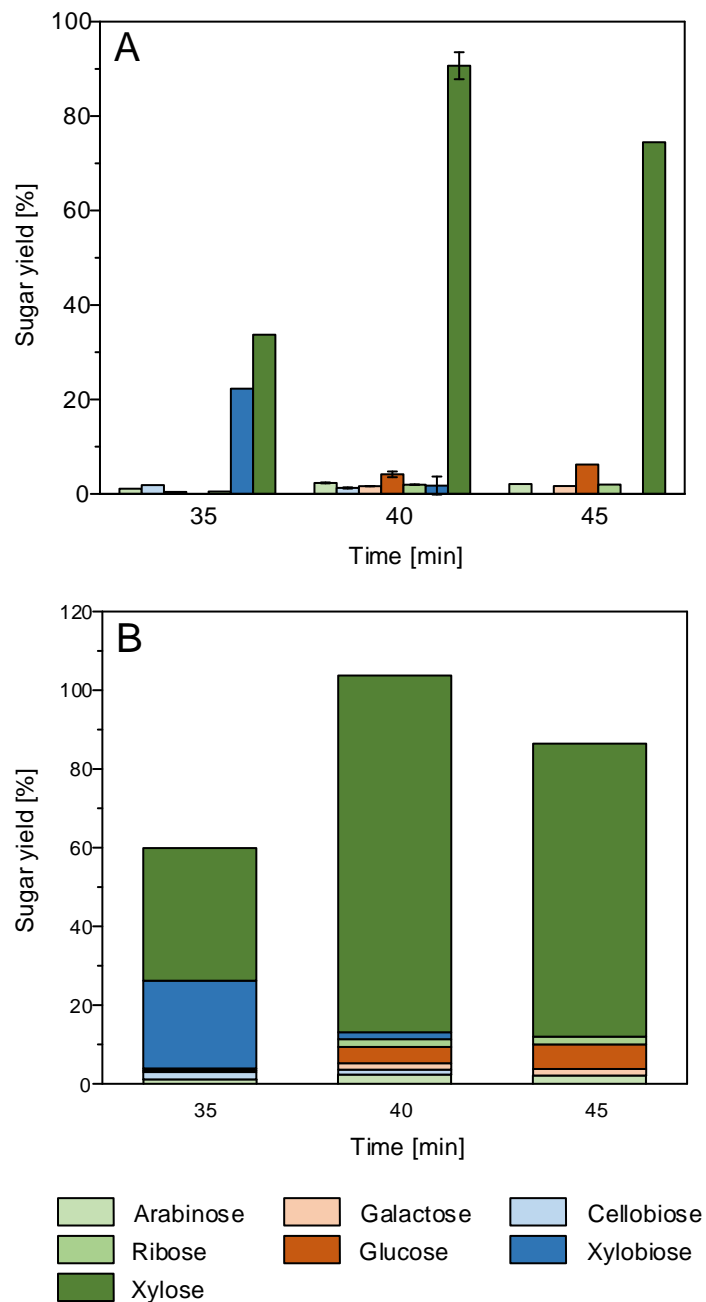 A
100
80
60
40
20
0
Sugar yield [%]
35 40 45
Time [min]
B
120
100
80
60
40
20
0
Sugar yield [%]
35 40 45
Time [min]
Arabinose Galactose Cellobiose
Ribose Glucose Xylobiose
Xylose